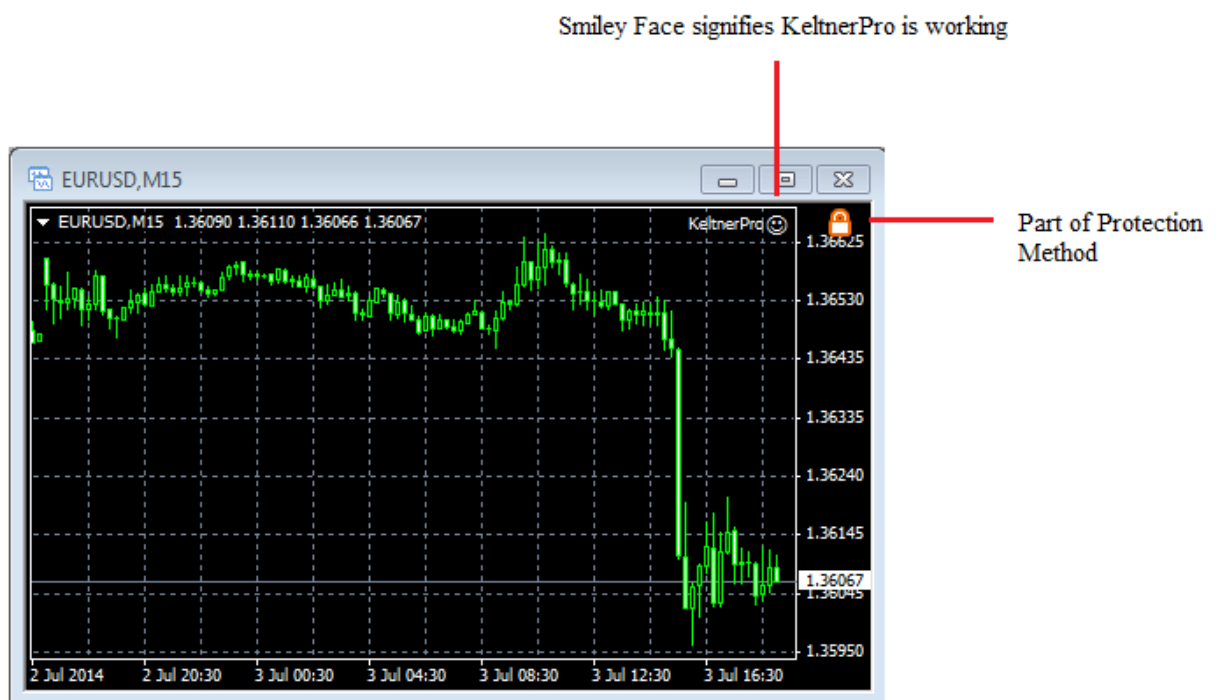 Smiley Face signifies KeltnerPro is working
EURUSD,M15
EURUSD,M15 1.36090 1.36110 1.36066 1.36067
KeltnerPro
Part of Protection
Method
1.36625
1.36530
1.36435
1.36335
1.36240
1.36145
1.36067
1.36045
1.35950
2 Jul 2014 2 Jul 20:30 3 Jul 00:30 3 Jul 04:30 3 Jul 08:30 3 Jul 12:30 3 Jul 16:30